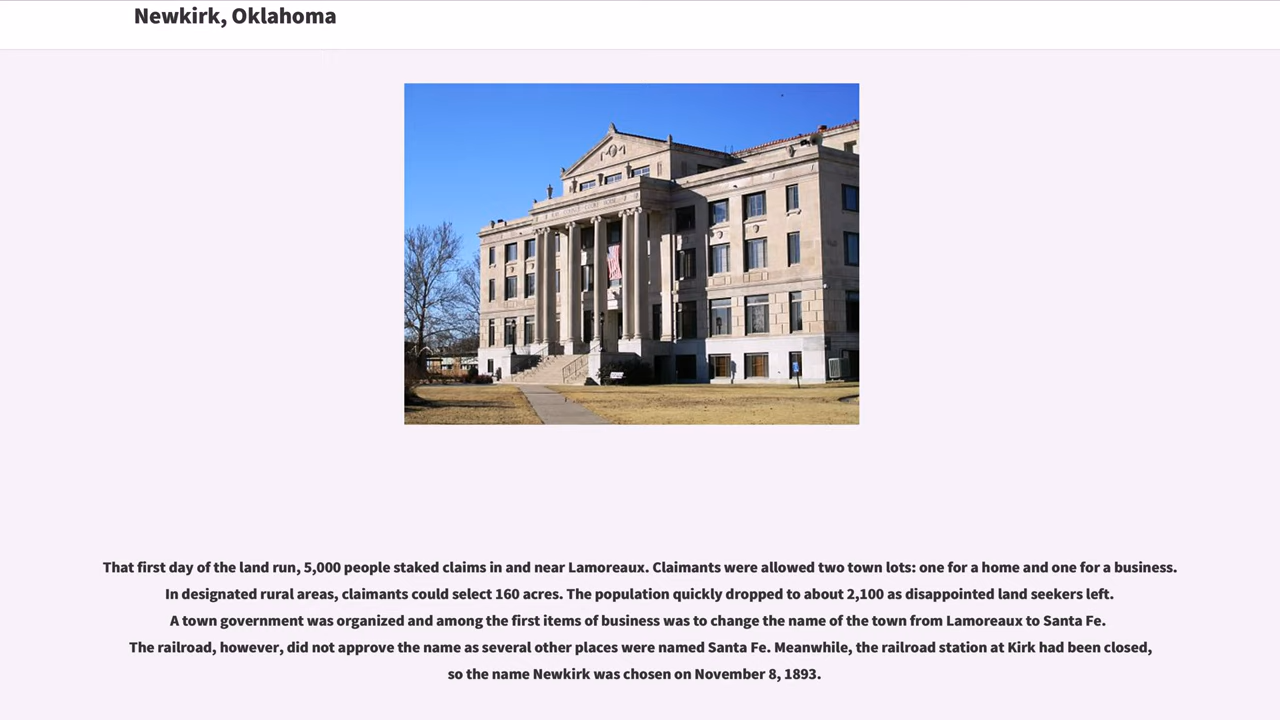 Newkirk, Oklahoma
That first day of the land run, 5,000 people staked claims in and near Lamoreaux. Claimants were allowed two town lots: one for a home and one for a business.
In designated rural areas, claimants could select 160 acres. The population quickly dropped to about 2,100 as disappointed land seekers left.
A town government was organized and among the first items of business was to change the name of the town from Lamoreaux to Santa Fe.
The railroad, however, did not approve the name as several other places were named Santa Fe. Meanwhile, the railroad station at Kirk had been closed,
so the name Newkirk was chosen on November 8, 1893.